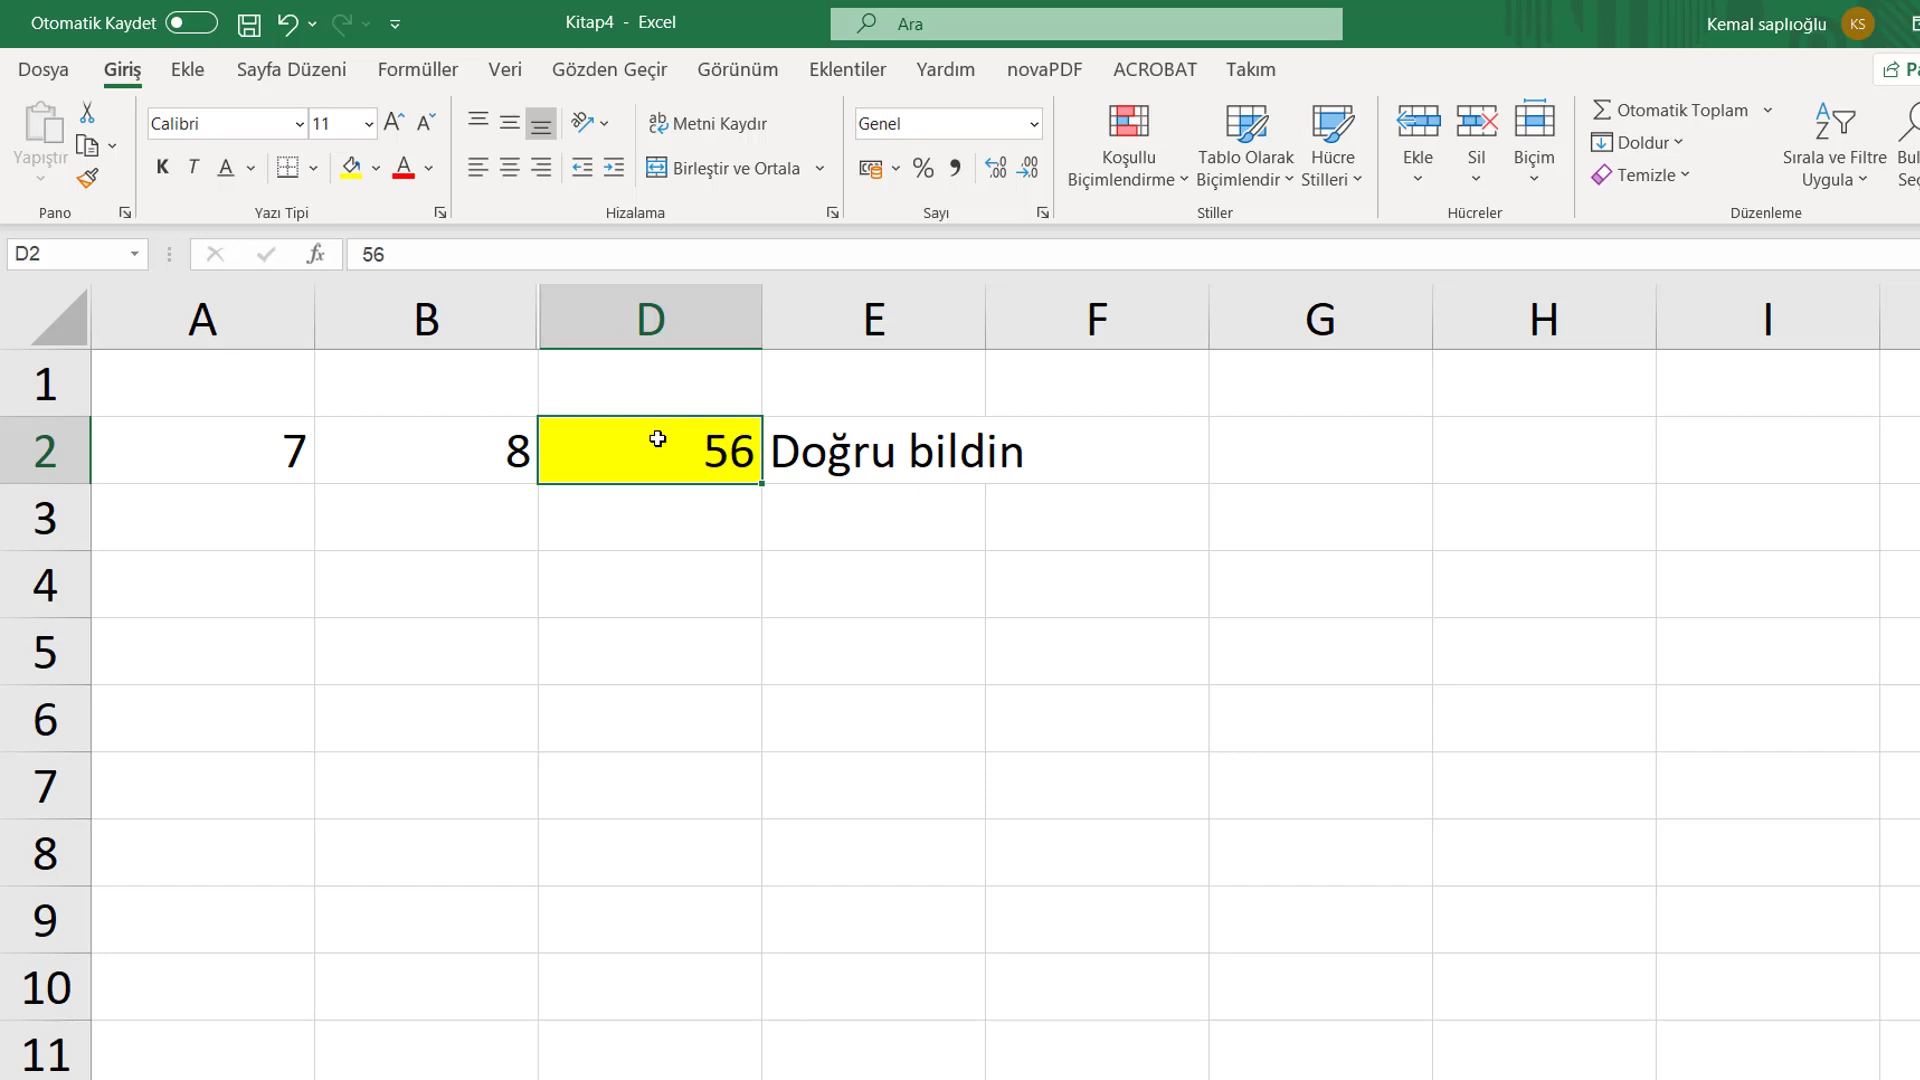 Otomatik Kaydet
Kitap4 - Excel
Ara
Kemal saplıoğlu
KS
Dosya Giriş Ekle Sayfa Düzeni Formüller Veri Gözden Geçir Görünüm Eklentiler Yardım novaPDF ACROBAT Takım
Yapıştır
Pano
Calibri 11
K T A A
Yazı Tipi
Metni Kaydır
Birleştir ve Ortala
Hizalama
Genel
%
Sayı
Koşullu
Biçimlendirme
Tablo Olarak
Biçimlendir
Hücre
Stilleri
Stiller
Ekle
Sil
Biçim
Hücreler
Otomatik Toplam
Doldur
Temizle
Sırala ve Filtre
Uygula
Düzenleme
D2 fx 56
A B D E F G H I
1
2 7 8 56 Doğru bildin
3
4
5
6
7
8
9
10
11